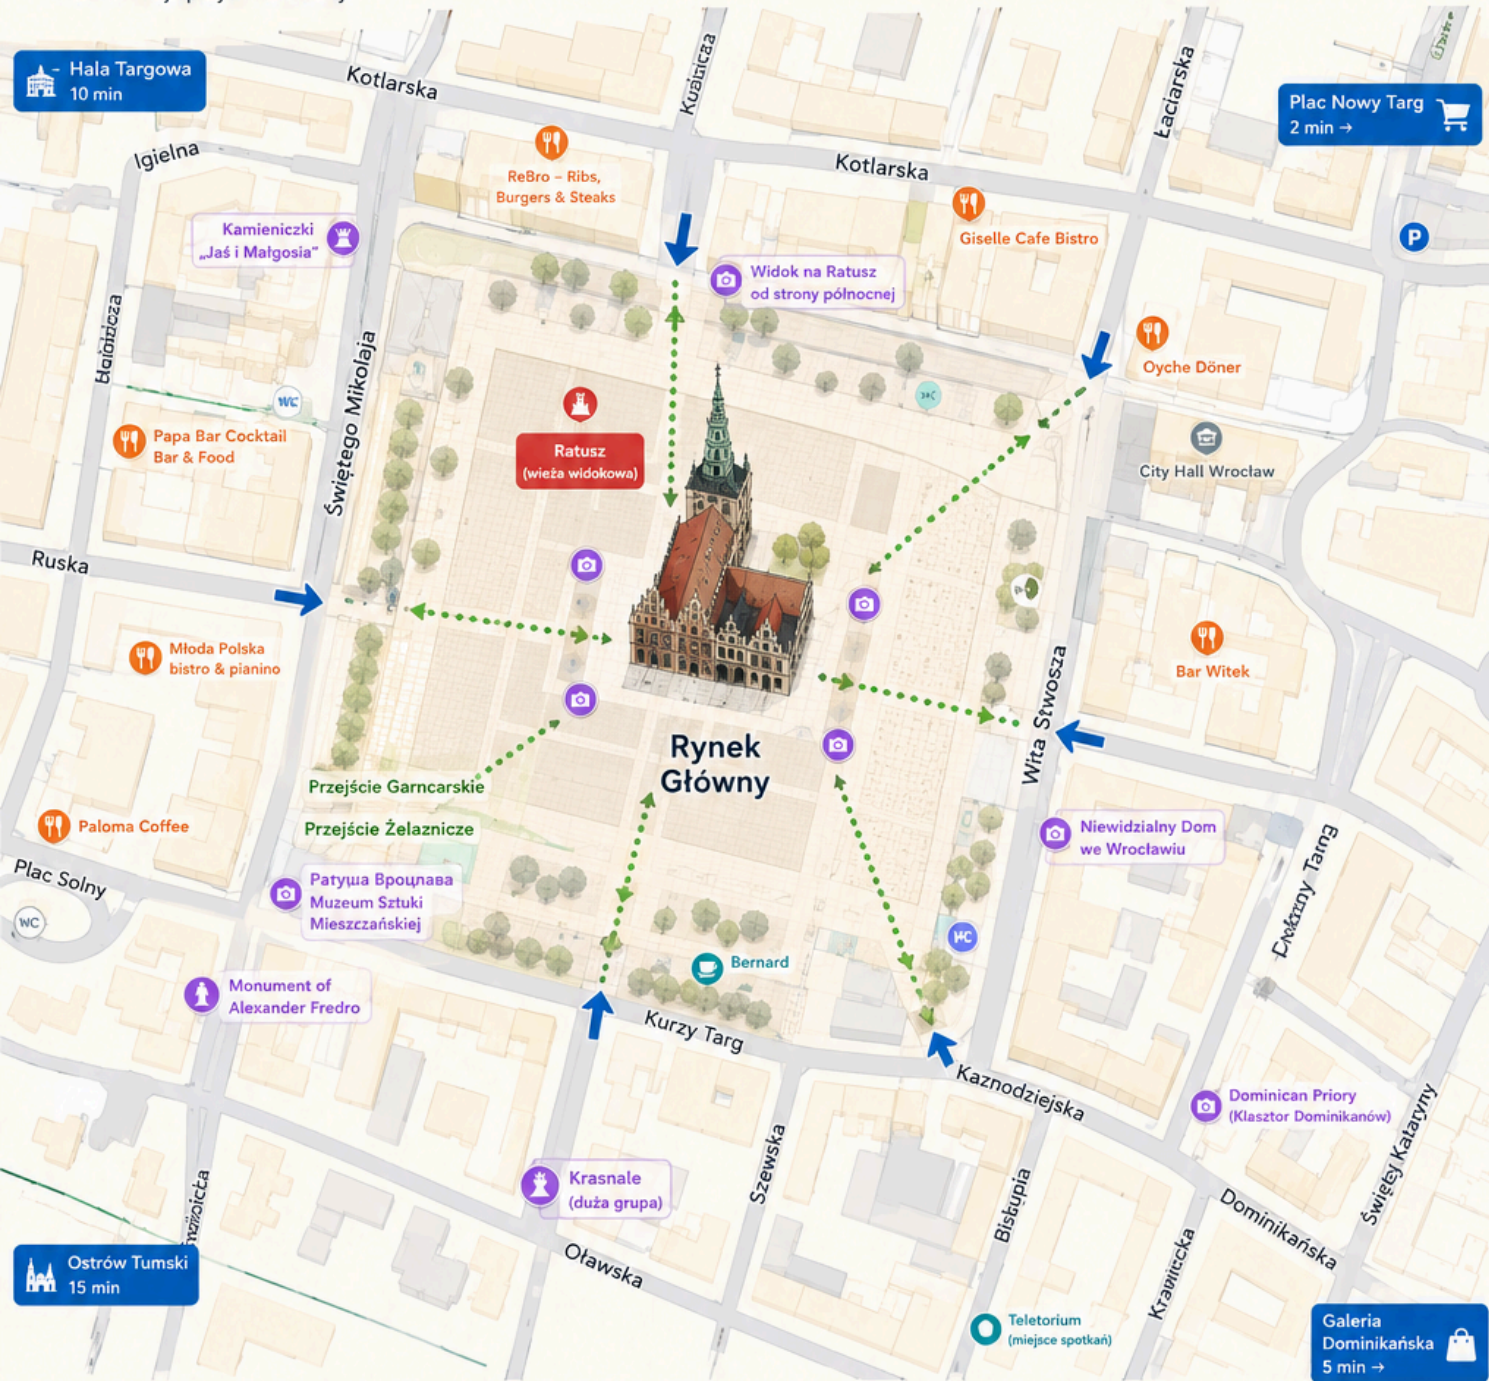 Hala Targowa
10 min
Kotlarska
Łaciarska
Plac Nowy Targ
2 min →
Igielna
ReBro – Ribs,
Burgers & Steaks
Kotlarska
Kamieniczki
„Jaś i Małgosia“
Giselle Cafe Bistro
P
Widok na Ratusz
od strony północnej
Oyche Döner
WC
Świętego Mikołaja
Papa Bar Cocktail
Bar & Food
Ratusz
(wieża widokowa)
City Hall Wrocław
Ruska
Młoda Polska
bistro & pianino
Bar Witek
Wita Stwosza
Rynek
Główny
Przejście Garncarskie
Przejście Żelaznicze
Paloma Coffee
Niewidzialny Dom
we Wrocławiu
Plac Solny
WC
Ратуша Вроцлава
Muzeum Sztuki
Mieszczańskiej
Bernard
Monument of
Alexander Fredro
Kurzy Targ
Kaznodziejska
Dominican Priory
(Klasztor Dominikanów)
Święty Kataryny
Krasnale
(duża grupa)
Szewska
Biskupia
Dominikańska
Oławska
Ostrów Tumski
15 min
Teletorium
(miejsce spotkań)
Galeria
Dominikańska
5 min →